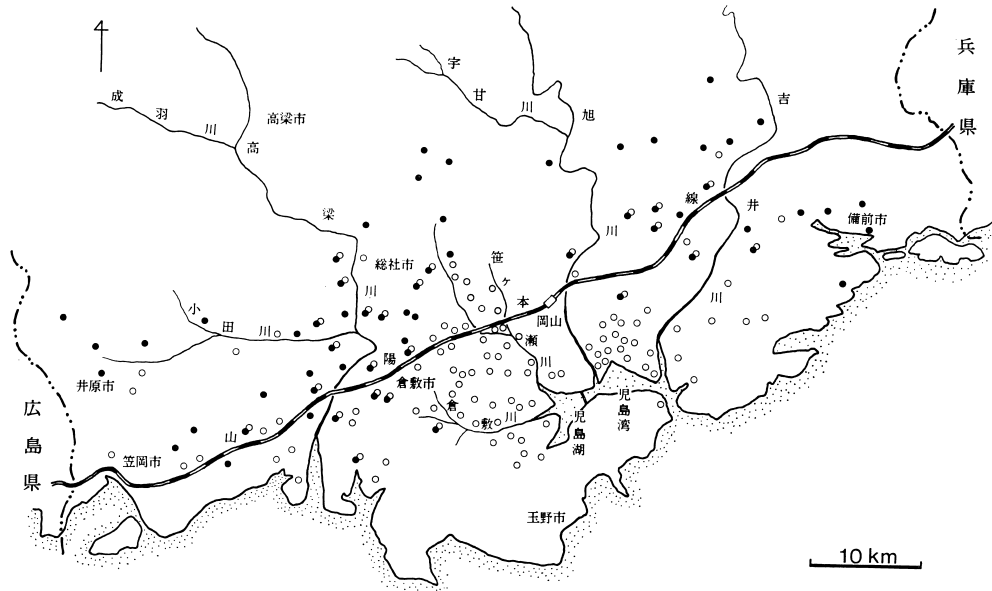 兵庫県
吉井川
宇甘川
旭川
成羽川
高梁市
高梁川
備前市
総社市
笹ヶ瀬川
山陽本線
小田川
岡山
井原市
倉敷市
倉敷川
児島湾
児島湖
広島県
笠岡市
玉野市
10 km